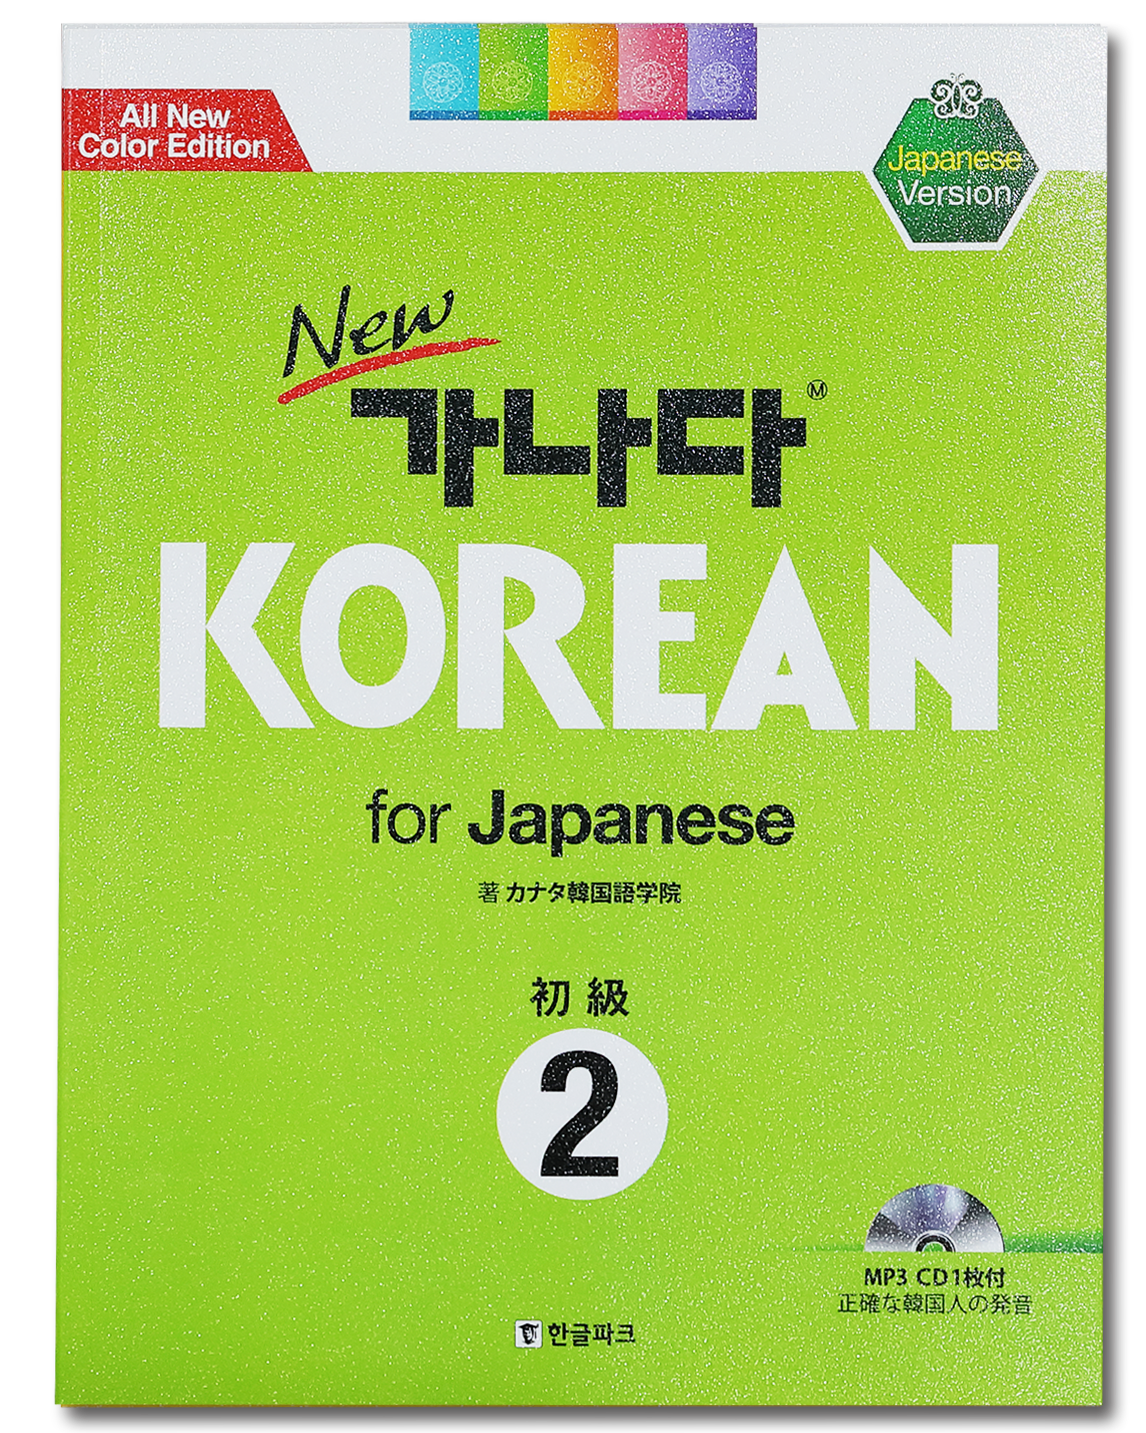 All New
Color Edition
Japanese
Version
New
가나다Ⓜ
KOREAN
for Japanese
著 カナタ韓国語学院
初級
2
MP3 CD1枚付
正確な韓国人の発音
한글파크